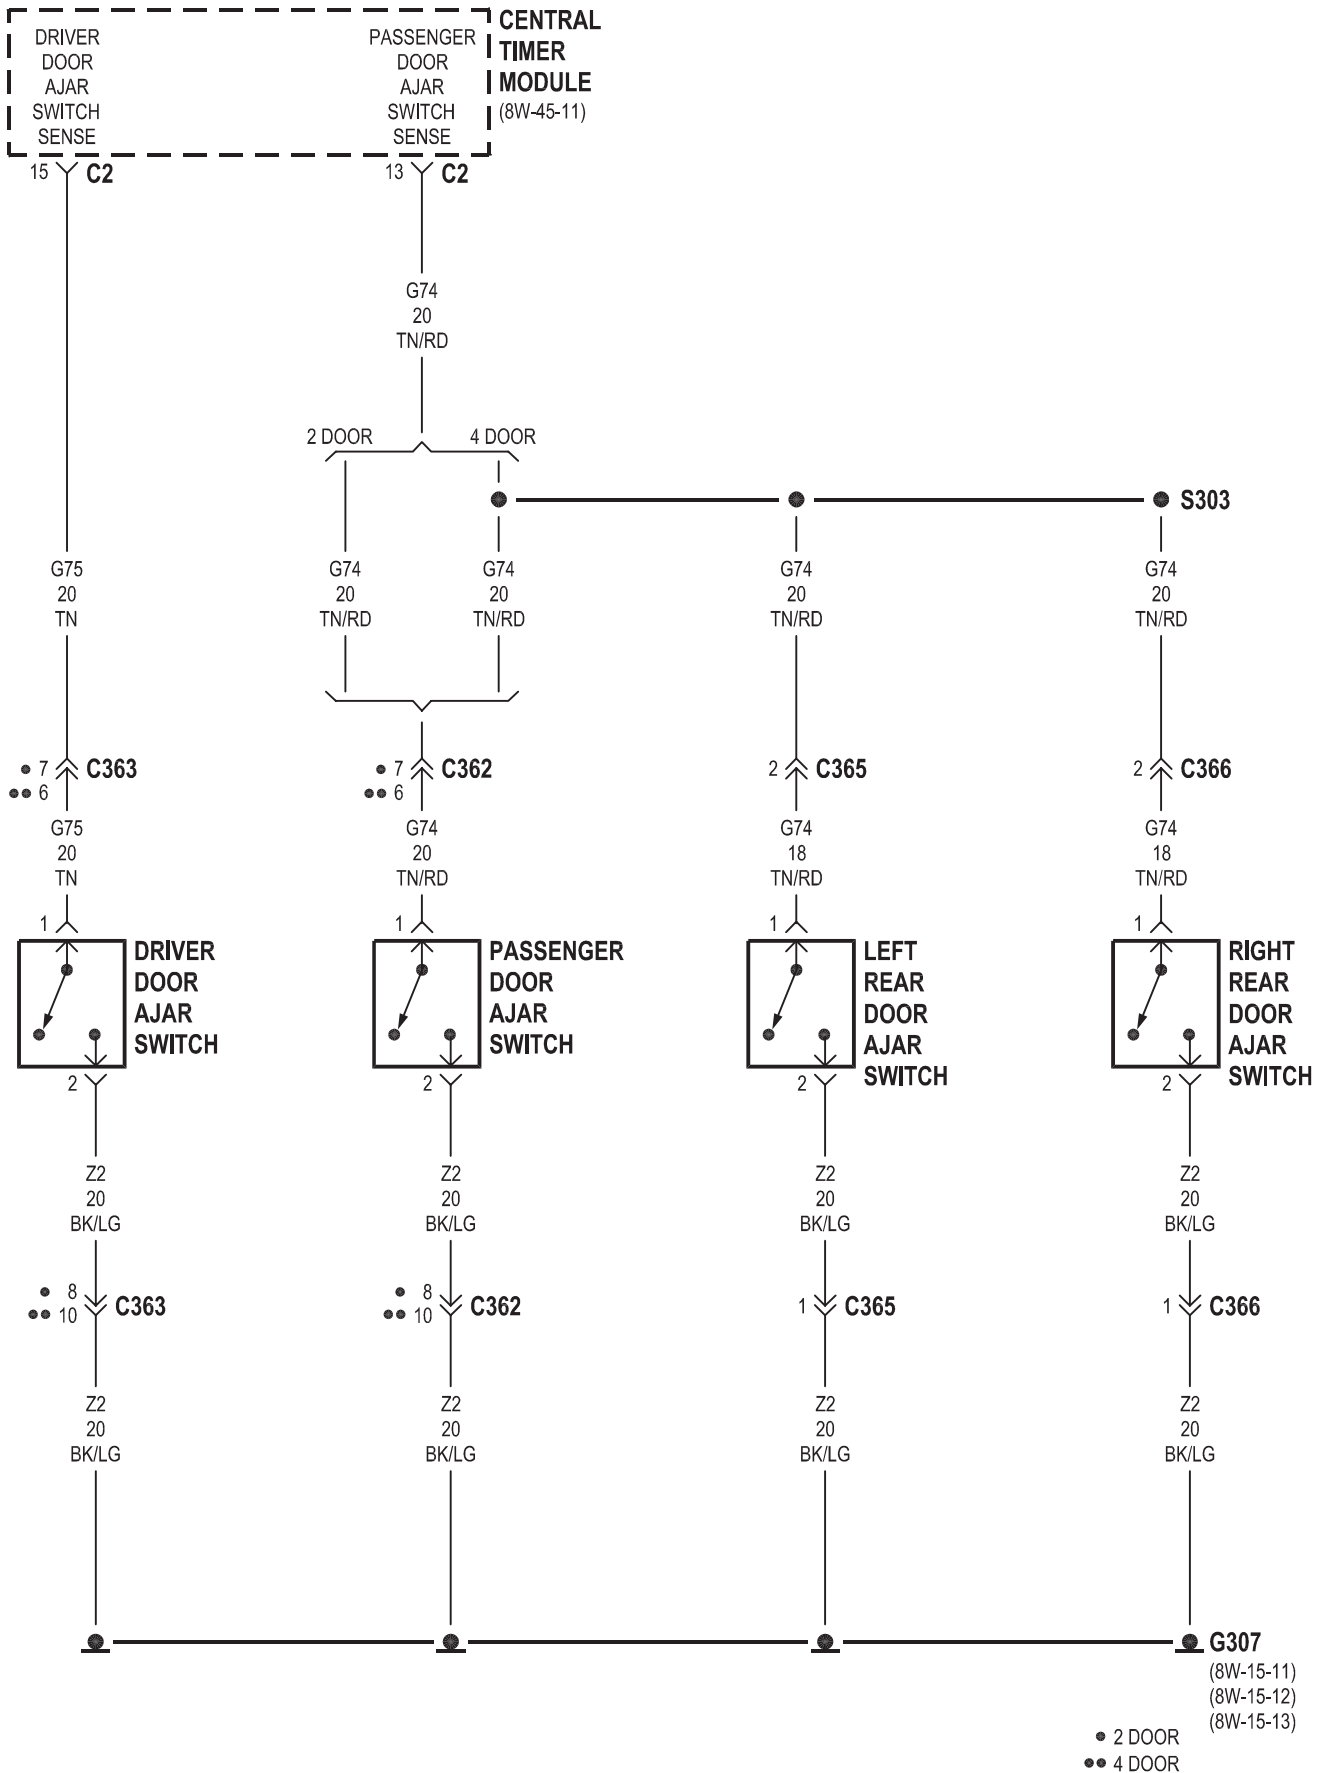 DRIVER
DOOR
AJAR
SWITCH
SENSE
PASSENGER
DOOR
AJAR
SWITCH
SENSE
CENTRAL
TIMER
MODULE
(8W-45-11)
15
C2
13
C2
G74
20
TN/RD
2 DOOR
4 DOOR
S303
G75
20
TN
G74
20
TN/RD
G74
20
TN/RD
G74
20
TN/RD
G74
20
TN/RD
● 7
●● 6
C363
● 7
●● 6
C362
2
C365
2
C366
G75
20
TN
G74
20
TN/RD
G74
18
TN/RD
G74
18
TN/RD
1
DRIVER
DOOR
AJAR
SWITCH
2
1
PASSENGER
DOOR
AJAR
SWITCH
2
1
LEFT
REAR
DOOR
AJAR
SWITCH
2
1
RIGHT
REAR
DOOR
AJAR
SWITCH
2
Z2
20
BK/LG
Z2
20
BK/LG
Z2
20
BK/LG
Z2
20
BK/LG
● 8
●● 10
C363
● 8
●● 10
C362
1
C365
1
C366
Z2
20
BK/LG
Z2
20
BK/LG
Z2
20
BK/LG
Z2
20
BK/LG
G307
(8W-15-11)
(8W-15-12)
(8W-15-13)
● 2 DOOR
●● 4 DOOR